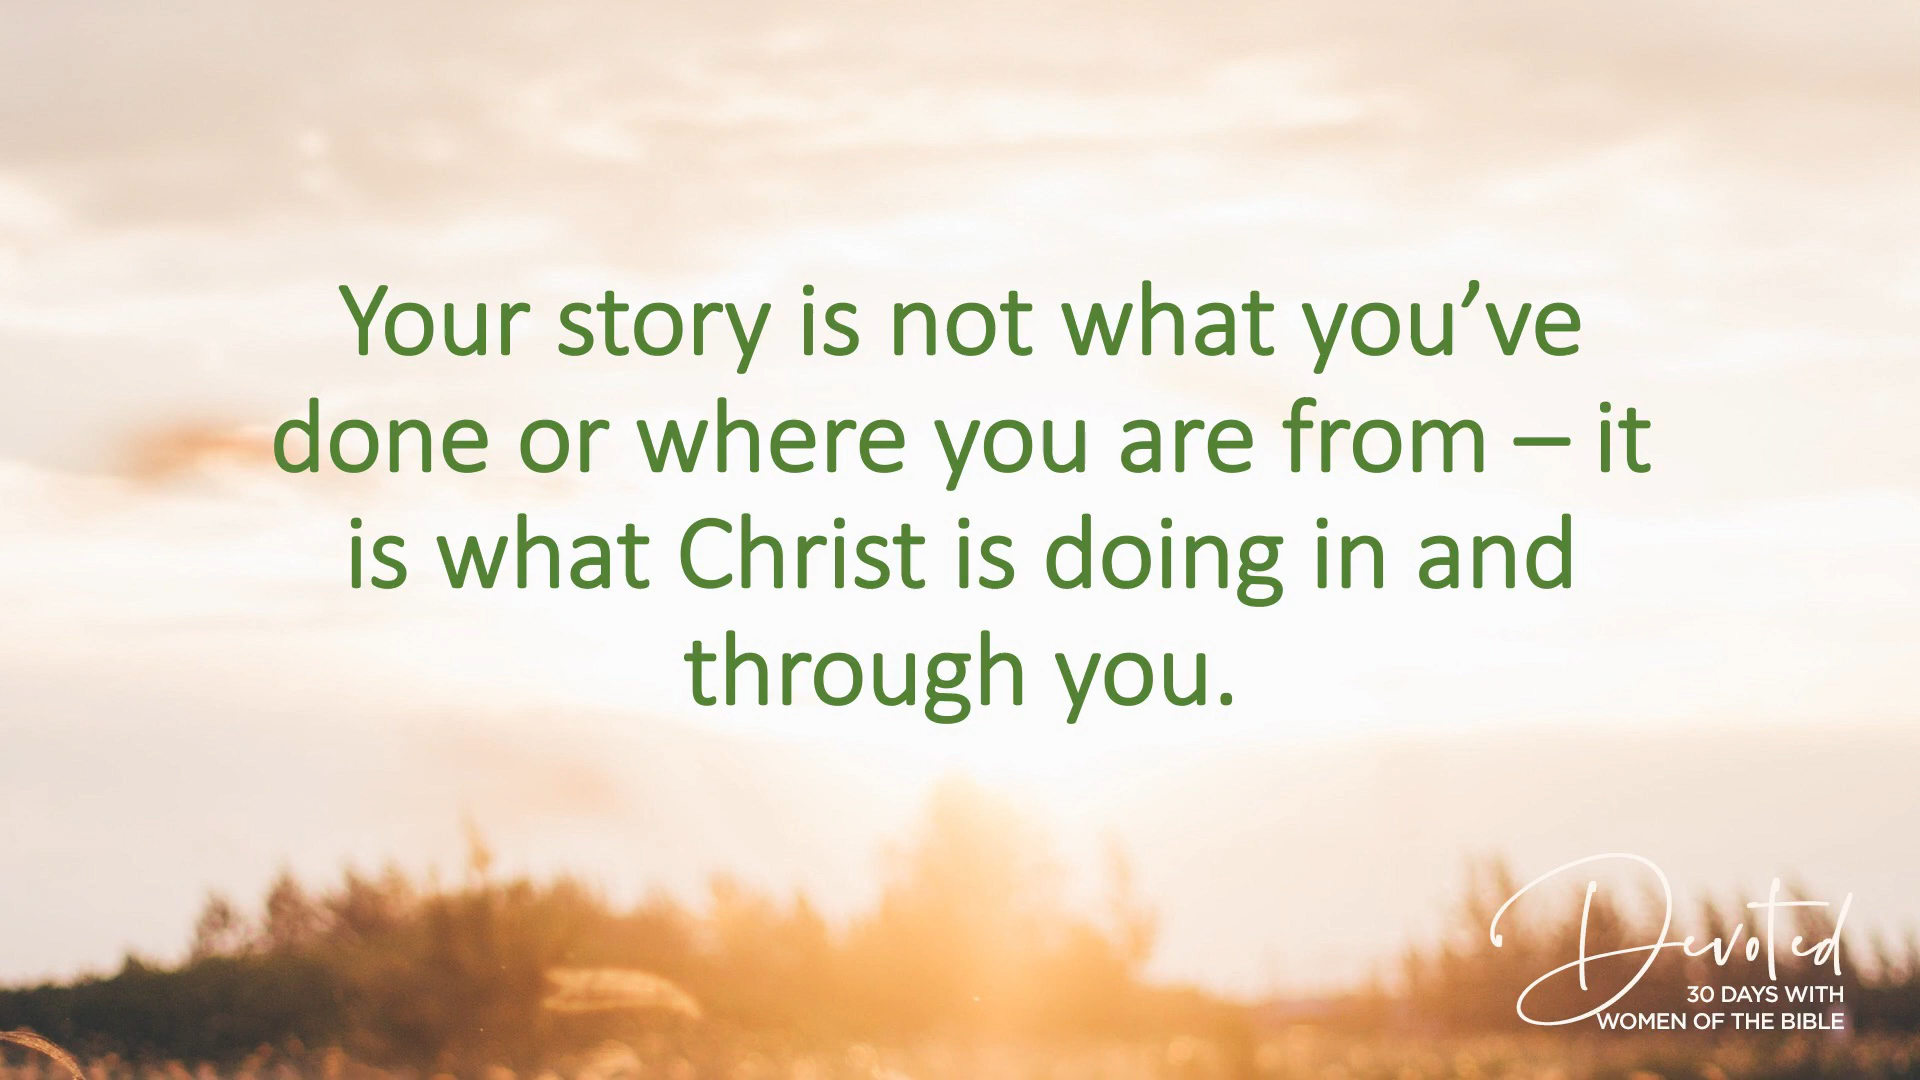 Your story is not what you’ve
done or where you are from – it
is what Christ is doing in and
through you.
Devoted
30 DAYS WITH
WOMEN OF THE BIBLE